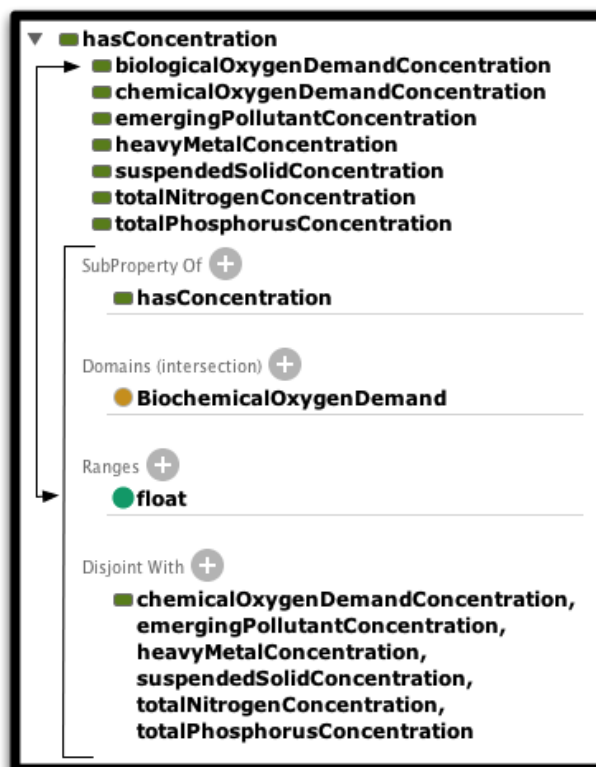 hasConcentration
biologicalOxygenDemandConcentration
chemicalOxygenDemandConcentration
emergingPollutantConcentration
heavyMetalConcentration
suspendedSolidConcentration
totalNitrogenConcentration
totalPhosphorusConcentration
SubProperty Of
hasConcentration
Domains (intersection)
BiochemicalOxygenDemand
Ranges
float
Disjoint With
chemicalOxygenDemandConcentration,
emergingPollutantConcentration,
heavyMetalConcentration,
suspendedSolidConcentration,
totalNitrogenConcentration,
totalPhosphorusConcentration